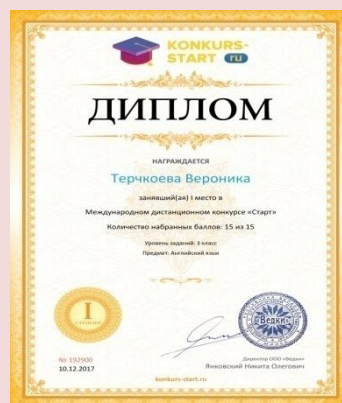 KONKURS-
START ru
ДИПЛОМ
НАГРАЖДАЕТСЯ
Терчкоева Вероника
занявший(ая) I место в
Международном дистанционном конкурсе «Старт»
Количество набранных баллов: 15 из 15
Уровень заданий: 3 класс
Предмет: Английский язык
I
СТЕПЕНИ
«Ведки»
№ 192900
10.12.2017
Директор ООО «Ведки»
Янковский Никита Олегович
konkurs-start.ru